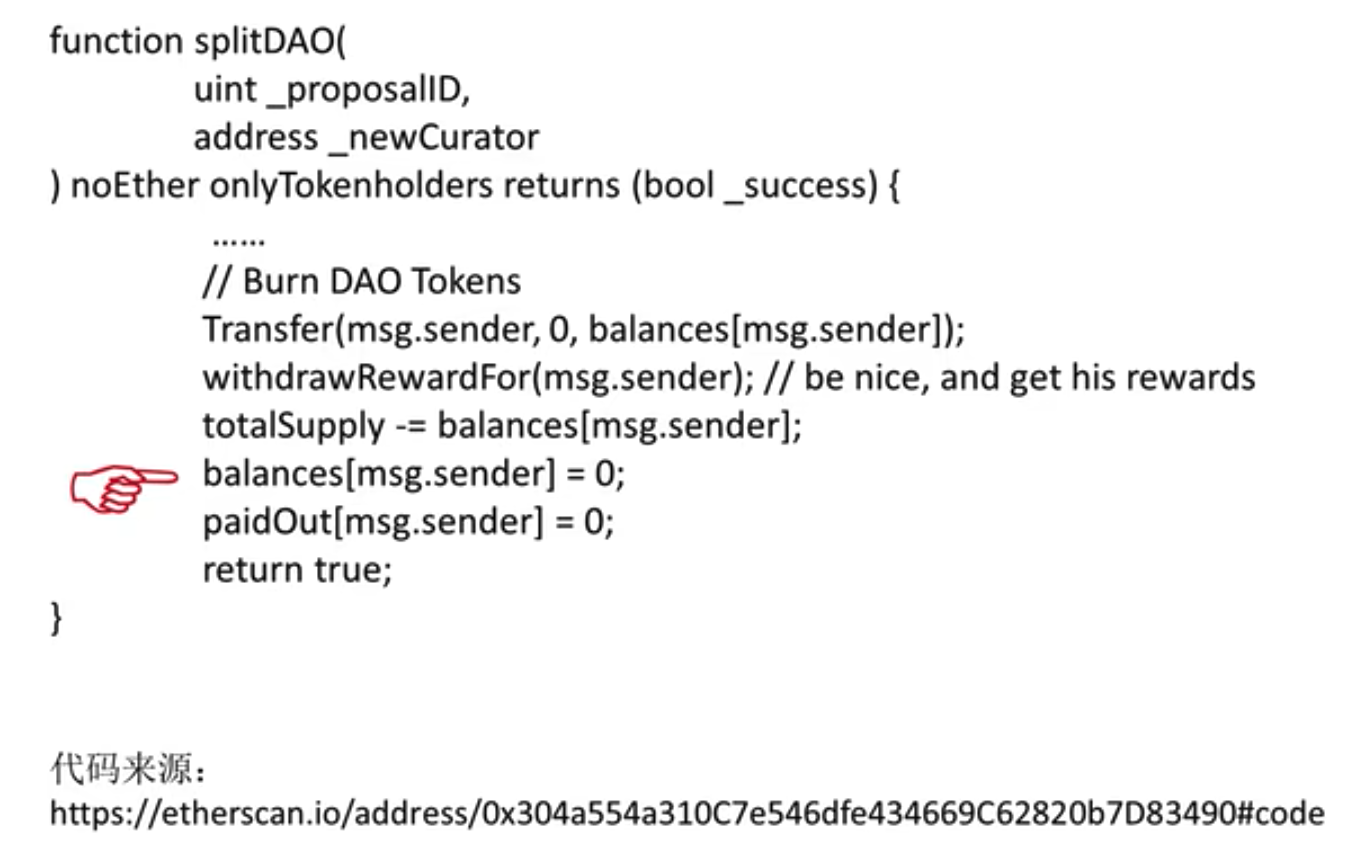 function splitDAO(
uint _proposalID,
address _newCurator
) noEther onlyTokenholders returns (bool _success) {
……
// Burn DAO Tokens
Transfer(msg.sender, 0, balances[msg.sender]);
withdrawRewardFor(msg.sender); // be nice, and get his rewards
totalSupply -= balances[msg.sender];
balances[msg.sender] = 0;
paidOut[msg.sender] = 0;
return true;
}
代码来源：
https://etherscan.io/address/0x304a554a310C7e546dfe434669C62820b7D83490#code